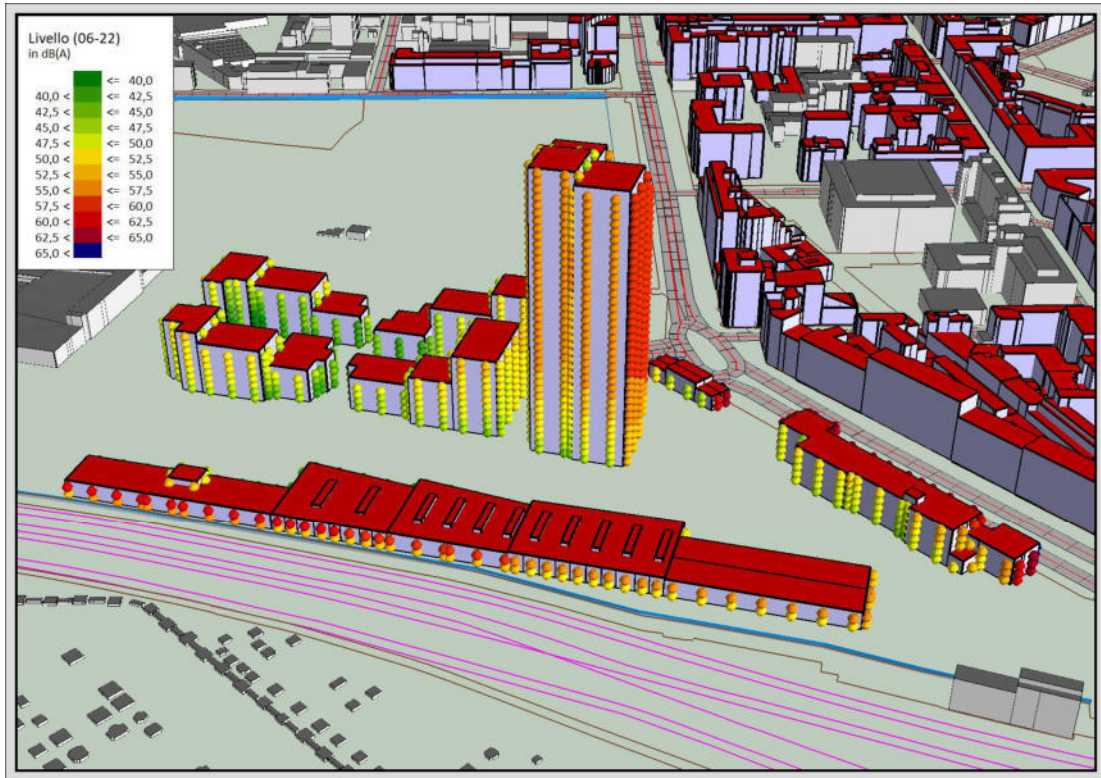 Livello (06-22)
in dB(A)
<= 40,0
40,0 < <= 42,5
42,5 < <= 45,0
45,0 < <= 47,5
47,5 < <= 50,0
50,0 < <= 52,5
52,5 < <= 55,0
55,0 < <= 57,5
57,5 < <= 60,0
60,0 < <= 62,5
62,5 < <= 65,0
65,0 <